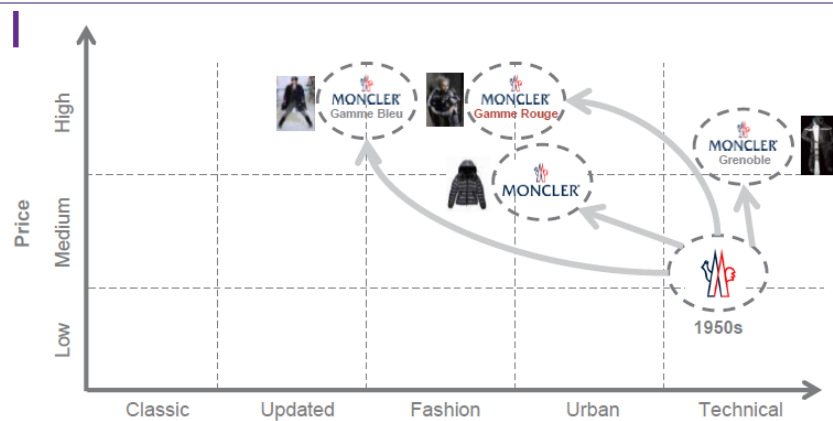 MONCLER
Gamme Bleu
MONCLER
Gamme Rouge
MONCLER
Grenoble
MONCLER
1950s
Price
High
Medium
Low
Classic
Updated
Fashion
Urban
Technical